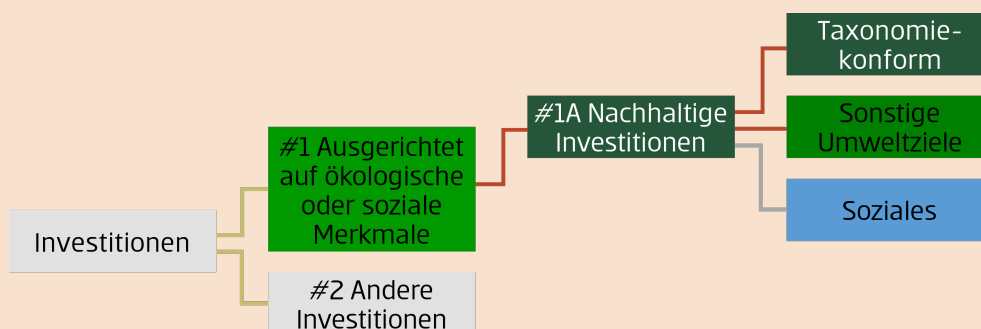 Taxonomie-
konform
#1A Nachhaltige
Investitionen
Sonstige
Umweltziele
#1 Ausgerichtet
auf ökologische
oder soziale
Merkmale
Soziales
Investitionen
#2 Andere
Investitionen